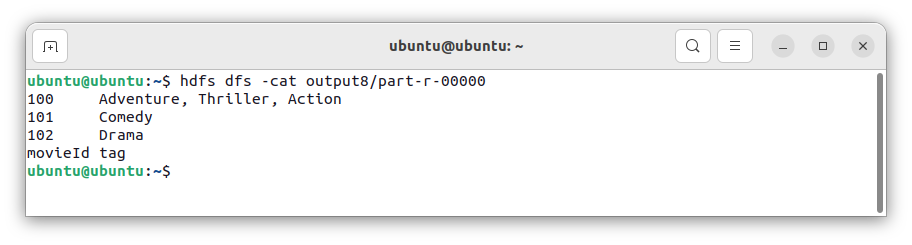 ubuntu@ubuntu: ~
ubuntu@ubuntu:~$ hdfs dfs -cat output8/part-r-00000
100     Adventure, Thriller, Action
101     Comedy
102     Drama
movieId tag
ubuntu@ubuntu:~$